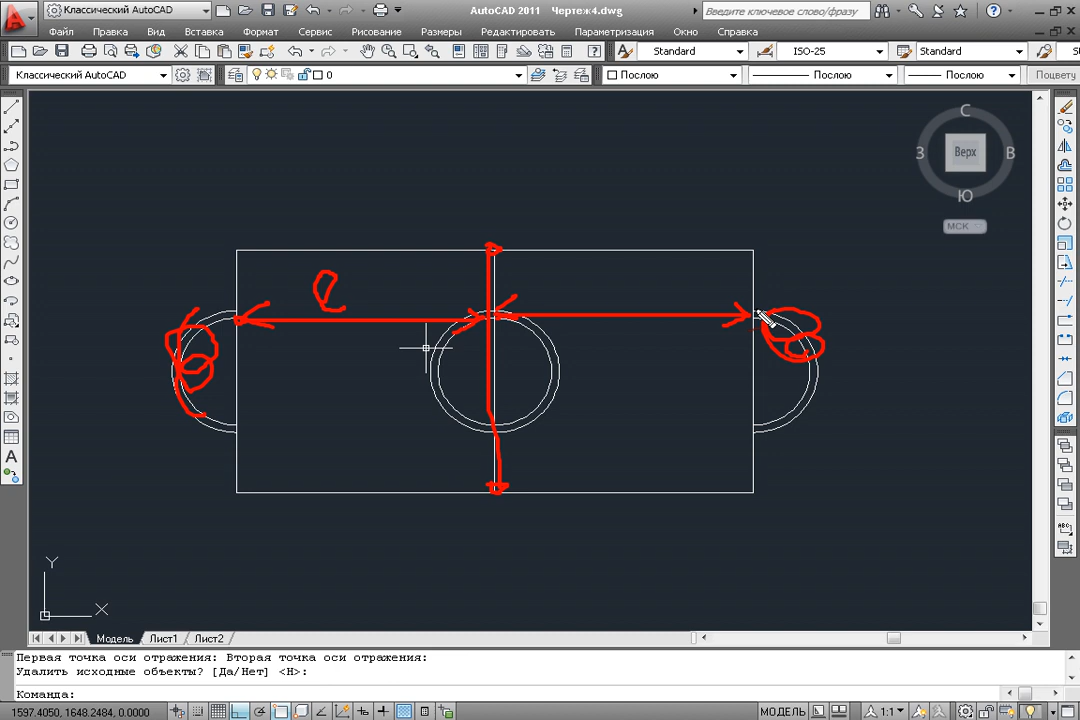 Классический AutoCAD
AutoCAD 2011 Чертеж4.dwg
Введите ключевое слово/фразу
Файл Правка Вид Вставка Формат Сервис Рисование Размеры Редактировать Параметризация Окно Справка
Standard ISO-25 Standard
Классический AutoCAD 0 Послою Послою Послою Поцвету
С
З Верх В
Ю
МСК
e
Y
X
A
Модель Лист1 Лист2
Первая точка оси отражения: Вторая точка оси отражения:
Удалить исходные объекты? [Да/Нет] <Н>:
Команда:
1597.4050, 1648.2484, 0.0000 МОДЕЛЬ 1:1